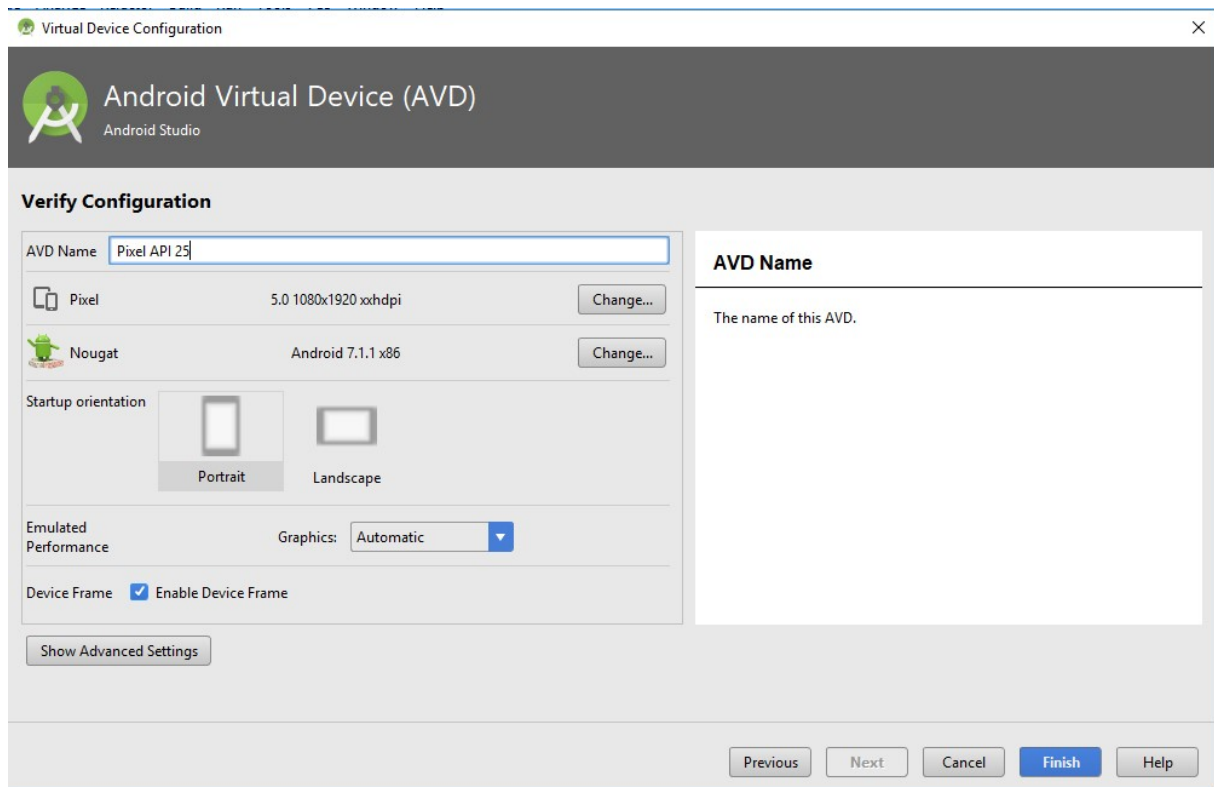 Virtual Device Configuration
Android Virtual Device (AVD)
Android Studio
Verify Configuration
AVD Name Pixel API 25
Pixel 5.0 1080x1920 xxhdpi Change...
Nougat Android 7.1.1 x86 Change...
Startup orientation
Portrait Landscape
Emulated
Performance
Graphics: Automatic
Device Frame Enable Device Frame
Show Advanced Settings
AVD Name
The name of this AVD.
Previous Next Cancel Finish Help